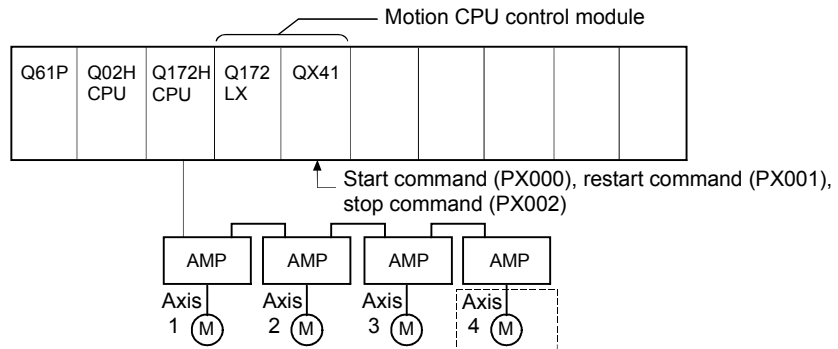 Motion CPU control module
Q61P
Q02H
CPU
Q172H
CPU
Q172
LX
QX41
Start command (PX000), restart command (PX001),
stop command (PX002)
AMP
AMP
AMP
AMP
Axis
1
M
Axis
2
M
Axis
3
M
Axis
4
M